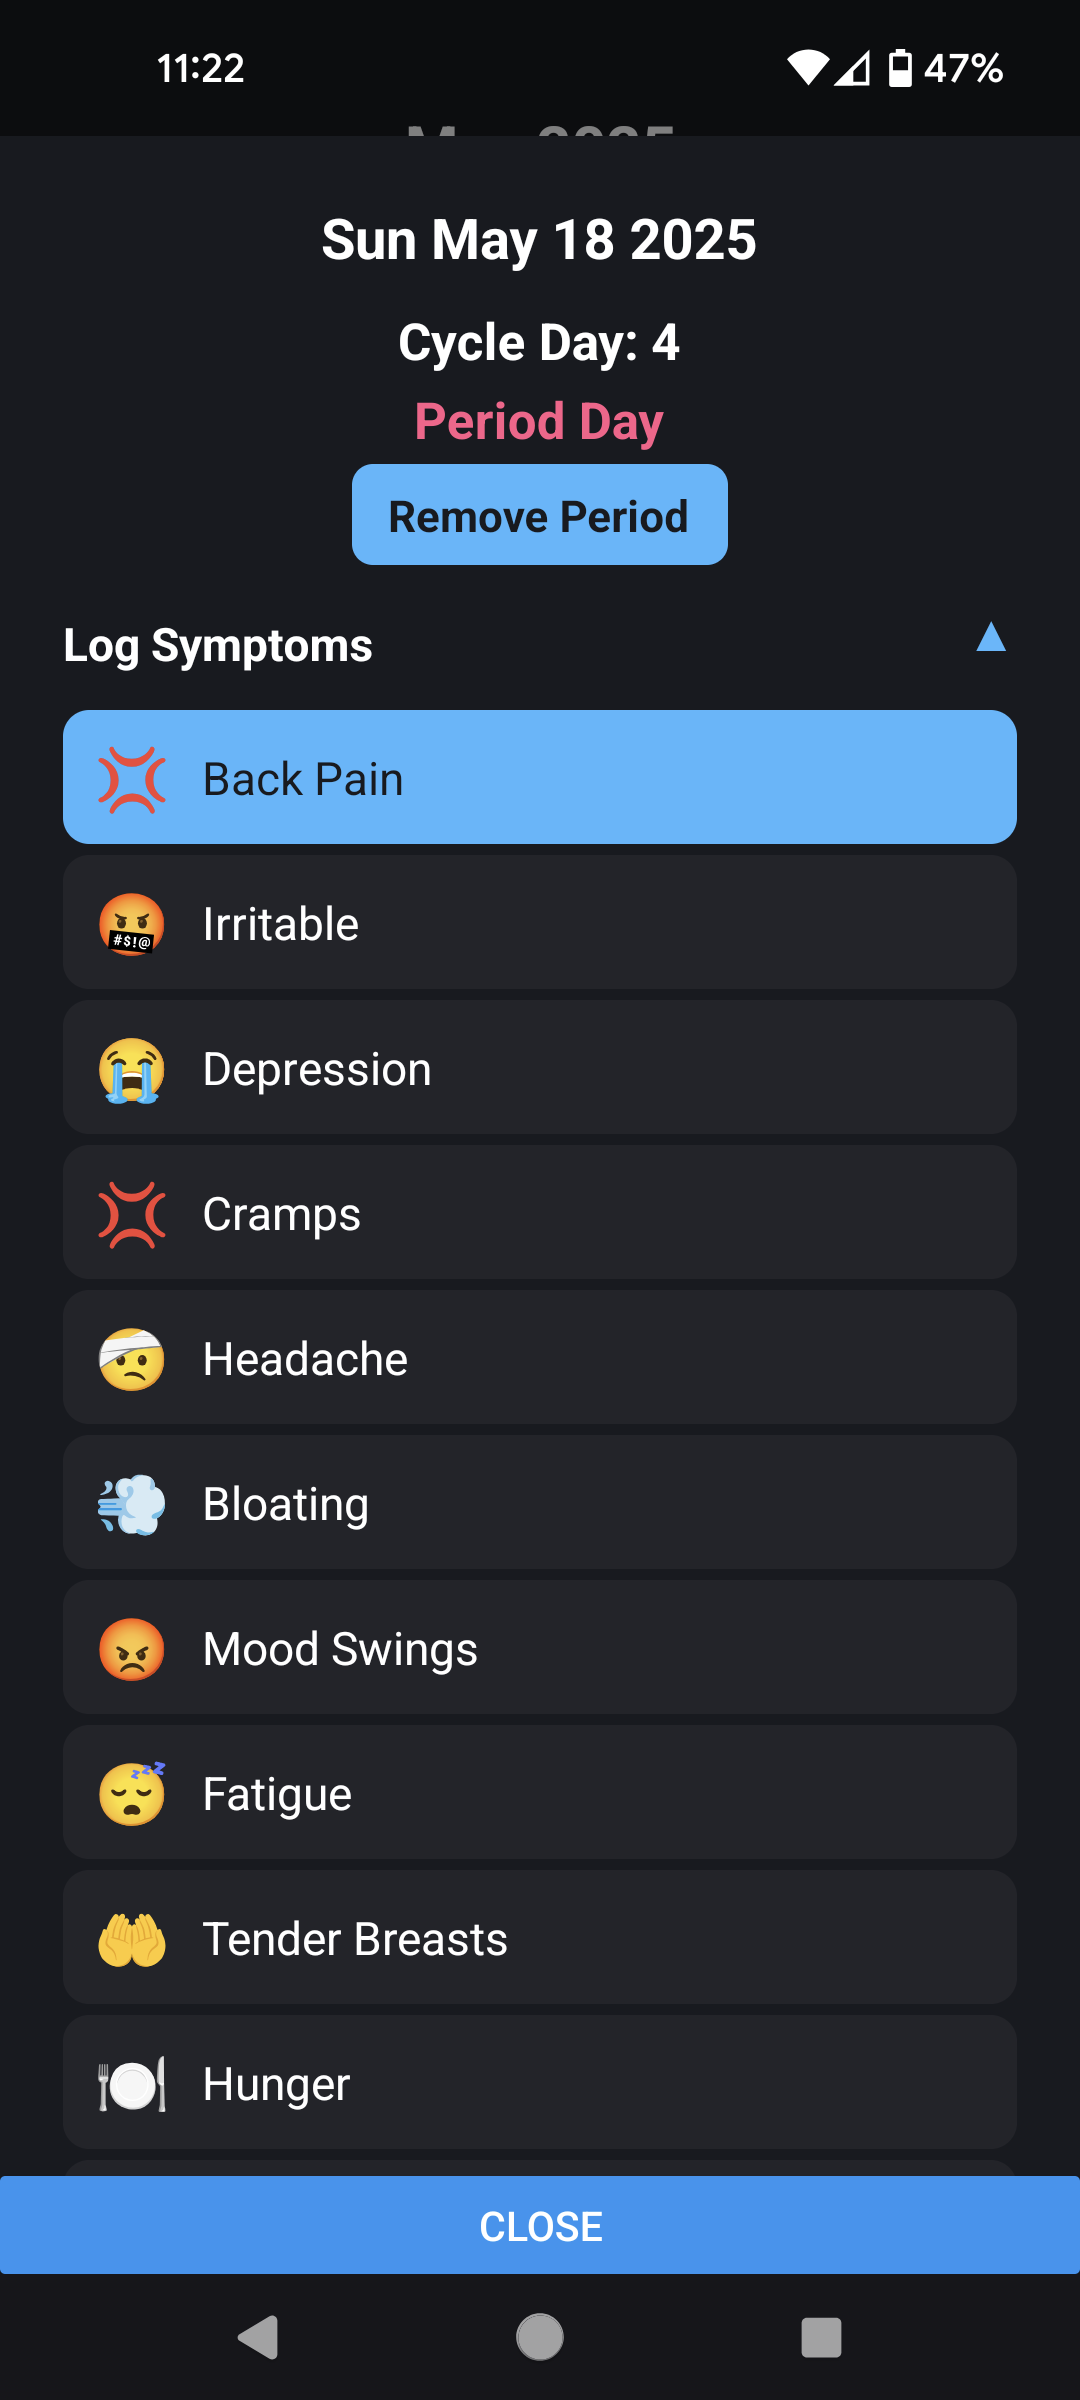 11:22
47%
Sun May 18 2025
Cycle Day: 4
Period Day
Remove Period
Log Symptoms
Back Pain
#$!@
Irritable
Depression
Cramps
Headache
Bloating
Mood Swings
Fatigue
Tender Breasts
Hunger
CLOSE